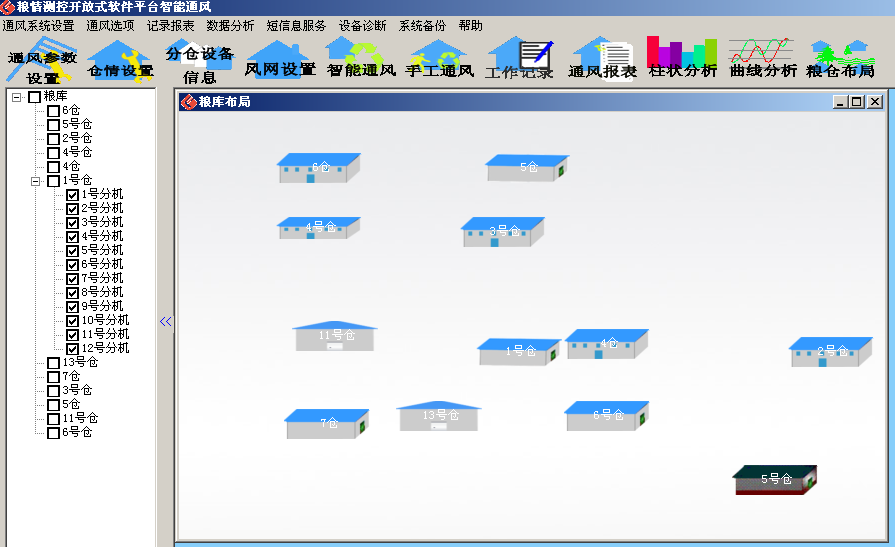 粮情测控开放式软件平台智能通风
通风系统设置 通风选项 记录报表 数据分析 短信息服务 设备诊断 系统备份 帮助
通风参数设置 仓情设置 分仓设备信息 风网设置 智能通风 手工通风 工作记录 通风报表 柱状分析 曲线分析 粮仓布局
粮库
6仓
5号仓
2号仓
4号仓
4仓
1号仓
1号分机
2号分机
3号分机
4号分机
5号分机
6号分机
7号分机
8号分机
9号分机
10号分机
11号分机
12号分机
13号仓
7仓
3号仓
5仓
11号仓
6号仓
粮库布局
6仓 5仓
4号仓 3号仓
11号仓 1号仓 4仓 2号仓
7仓 13号仓 6号仓
5号仓